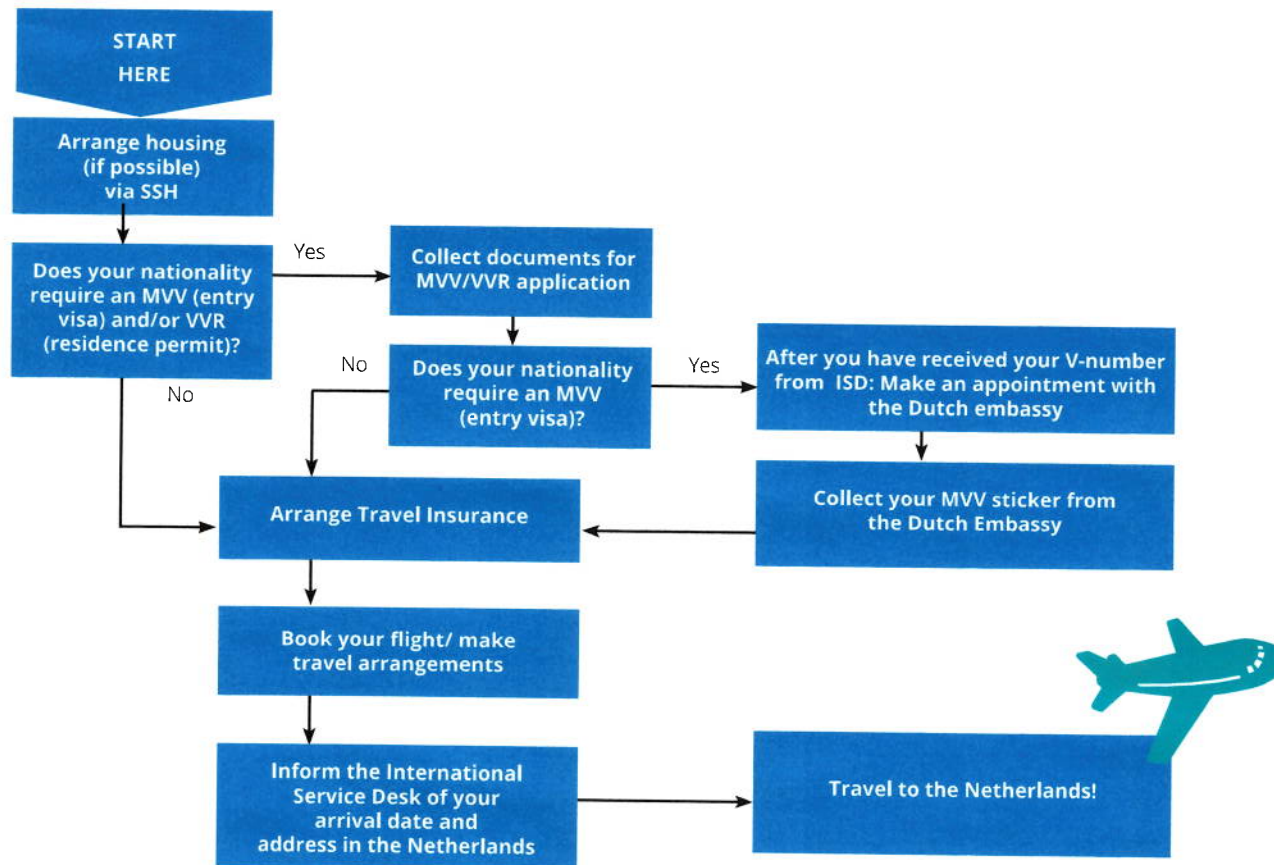 START
HERE
Arrange housing
(if possible)
via SSH
Does your nationality
require an MVV (entry
visa) and/or VVR
(residence permit)?
Yes
No
Collect documents for
MVV/VVR application
Does your nationality
require an MVV
(entry visa)?
No
Yes
After you have received your V-number
from ISD: Make an appointment with
the Dutch embassy
Collect your MVV sticker from
the Dutch Embassy
Arrange Travel Insurance
Book your flight/ make
travel arrangements
Inform the International
Service Desk of your
arrival date and
address in the Netherlands
Travel to the Netherlands!